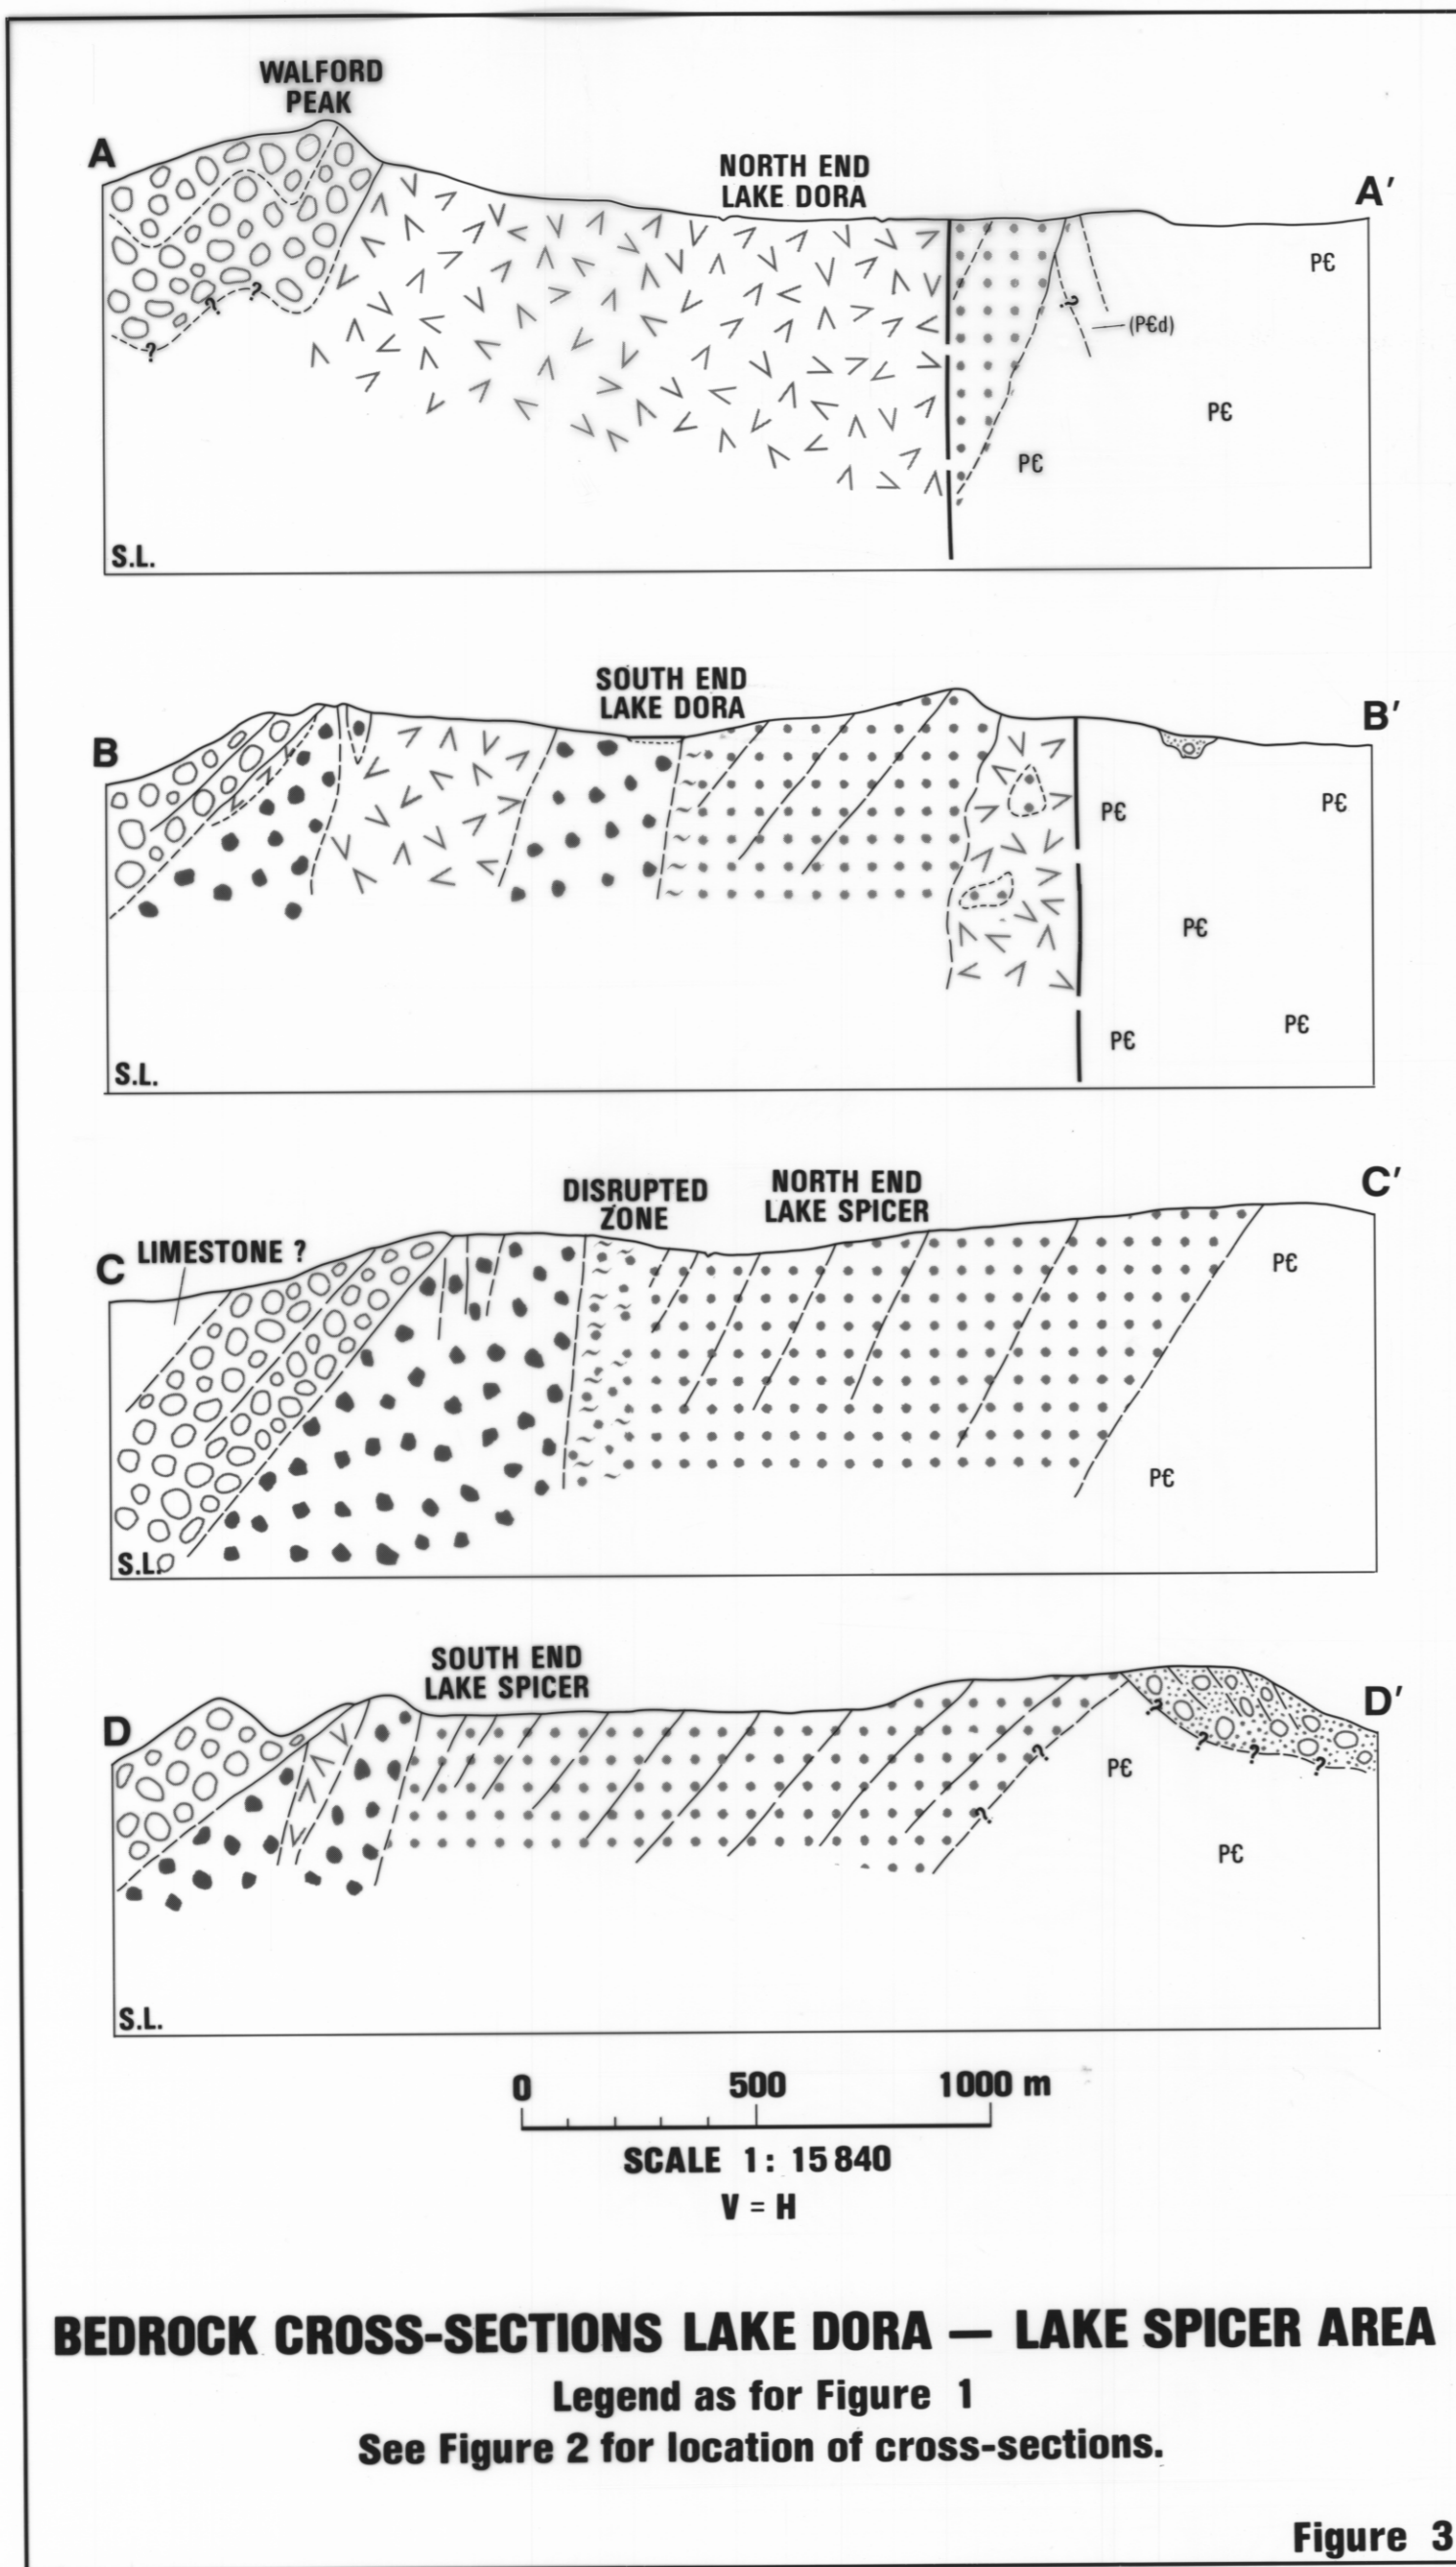 WALFORD
PEAK
A
NORTH END
LAKE DORA
A′
PЄ
(PЄd)
?
?
?
?
PЄ
PЄ
S.L.
SOUTH END
LAKE DORA
B
B′
PЄ
PЄ
PЄ
PЄ
PЄ
S.L.
DISRUPTED
ZONE
NORTH END
LAKE SPICER
C′
C
LIMESTONE ?
PЄ
PЄ
S.L.
SOUTH END
LAKE SPICER
D
D′
?
?
?
?
?
?
PЄ
PЄ
S.L.
0 500 1000 m
SCALE 1 : 15 840
V = H
BEDROCK CROSS-SECTIONS LAKE DORA — LAKE SPICER AREA
Legend as for Figure 1
See Figure 2 for location of cross-sections.
Figure 3